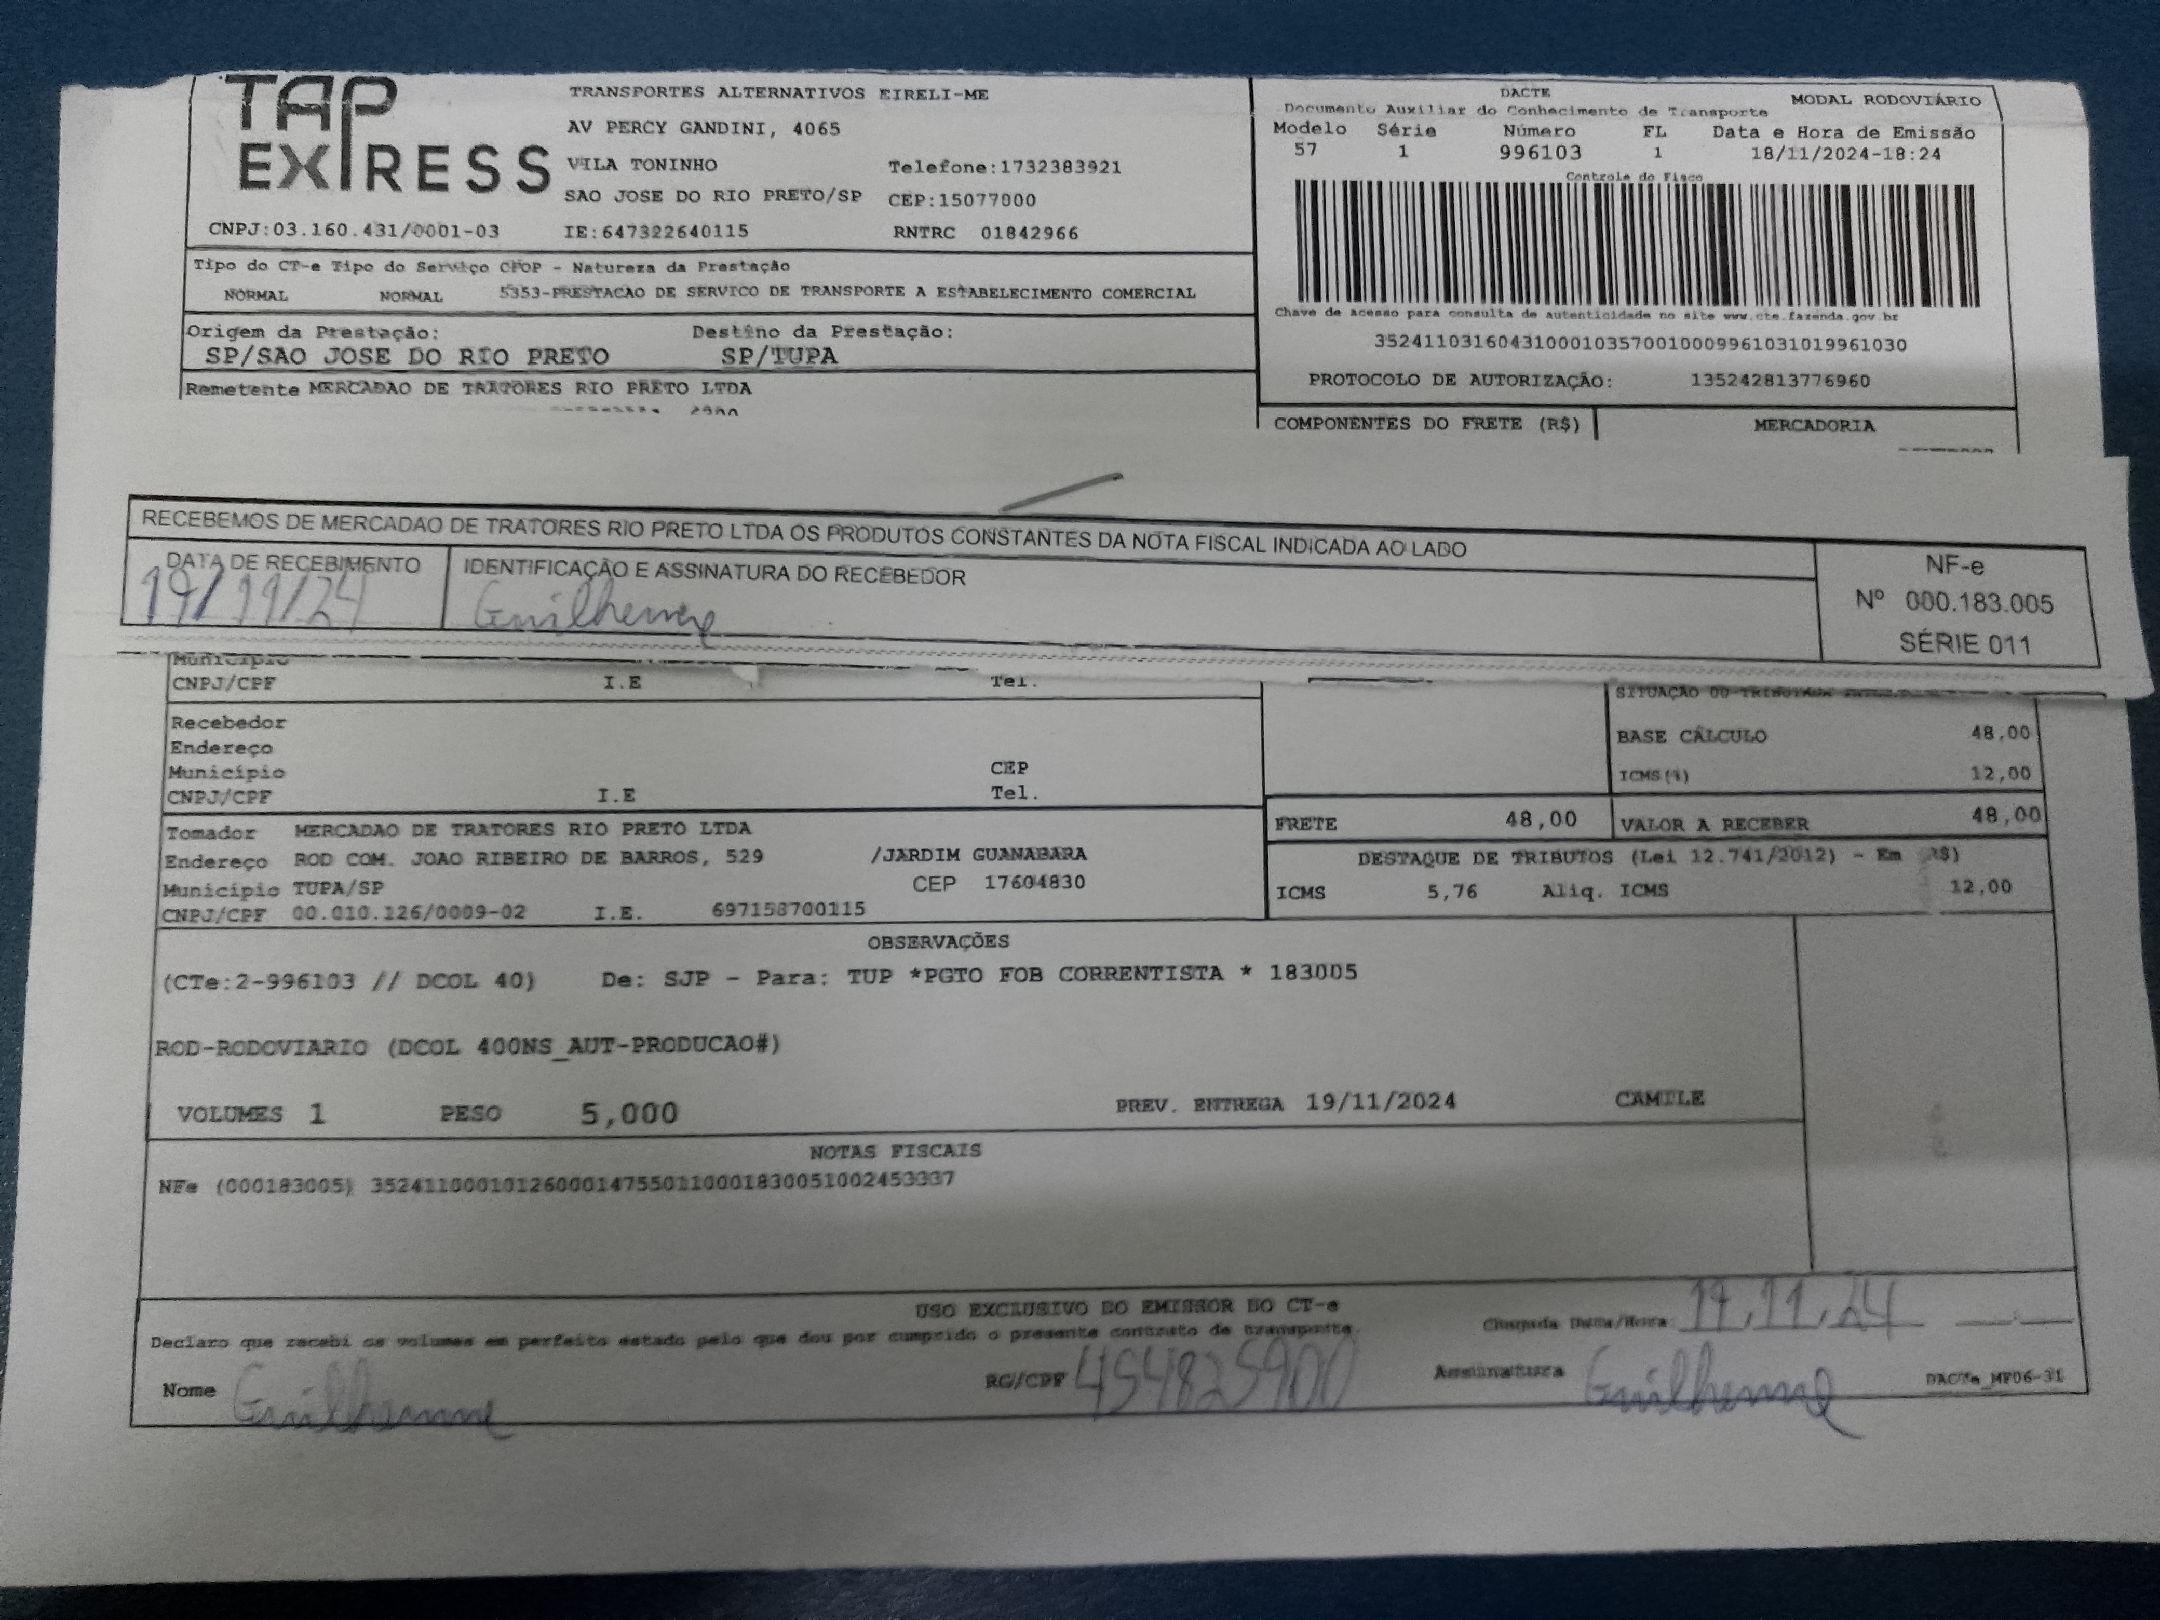 TAP EXPRESS
TRANSPORTES ALTERNATIVOS EIRELI-ME
AV PERCY GANDINI, 4065
VILA TONINHO Telefone:1732383921
SAO JOSE DO RIO PRETO/SP CEP:15077000
CNPJ:03.160.431/0001-03 IE:647322640115 RNTRC 01842966
DACTE
Documento Auxiliar do Conhecimento de Transporte MODAL RODOVIÁRIO
Modelo Série Número FL Data e Hora de Emissão
57 1 996103 1 18/11/2024-18:24
Controle do Fisco
Chave de acesso para consulta de autenticidade no site www.cte.fazenda.gov.br
35241103160431000103570010009961031019961030
PROTOCOLO DE AUTORIZAÇÃO: 135242813776960
Tipo do CT-e Tipo do Serviço CFOP - Natureza da Prestação
NORMAL NORMAL 5353-PRESTACAO DE SERVICO DE TRANSPORTE A ESTABELECIMENTO COMERCIAL
Origem da Prestação: Destino da Prestação:
SP/SAO JOSE DO RIO PRETO SP/TUPA
Remetente MERCADAO DE TRATORES RIO PRETO LTDA
COMPONENTES DO FRETE (R$) MERCADORIA
RECEBEMOS DE MERCADAO DE TRATORES RIO PRETO LTDA OS PRODUTOS CONSTANTES DA NOTA FISCAL INDICADA AO LADO
DATA DE RECEBIMENTO IDENTIFICAÇÃO E ASSINATURA DO RECEBEDOR
19/11/24 Guilherme
NF-e
Nº 000.183.005
SÉRIE 011
Município
CNPJ/CPF I.E Tel.
Recebedor
Endereço
Município CEP
CNPJ/CPF I.E Tel.
BASE CÁLCULO 48,00
ICMS(%) 12,00
FRETE 48,00 VALOR A RECEBER 48,00
Tomador MERCADAO DE TRATORES RIO PRETO LTDA
Endereço ROD COM. JOAO RIBEIRO DE BARROS, 529 /JARDIM GUANABARA
Município TUPA/SP CEP 17604830
CNPJ/CPF 00.010.126/0009-02 I.E. 697158700115
DESTAQUE DE TRIBUTOS (Lei 12.741/2012) - Em R$)
ICMS 5,76 Aliq. ICMS 12,00
OBSERVAÇÕES
(CTe:2-996103 // DCOL 40) De: SJP - Para: TUP *PGTO FOB CORRENTISTA * 183005
ROD-RODOVIARIO (DCOL 400NS_AUT-PRODUCAO#)
VOLUMES 1 PESO 5,000 PREV. ENTREGA 19/11/2024 CAMILE
NOTAS FISCAIS
NFe (000183005) 35241100010126000147550110001830051002453337
USO EXCLUSIVO DO EMISSOR DO CT-e
Declaro que recebi os volumes em perfeito estado pelo que dou por cumprido o presente contrato de transporte.
Chegada Data/Hora 19.11.24
Nome Guilherme RG/CPF 454825900 Assinatura Guilherme DACTe_MF06-31